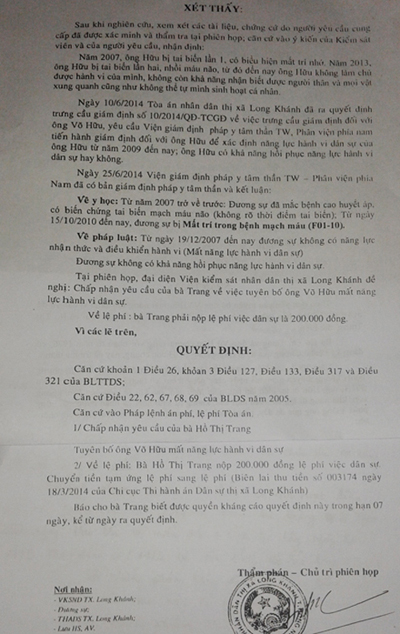 XÉT THẤY:
Sau khi nghiên cứu, xem xét các tài liệu, chứng cứ do người yêu cầu cung
cấp đã được xác minh và thẩm tra tại phiên họp, căn cứ vào ý kiến của Kiểm sát
viên và của người yêu cầu, nhận định:
Năm 2007, ông Hữu bị tai biến lần 1, có biểu hiện mất trí nhớ. Năm 2013,
ông Hữu bị tai biến lần hai, nhồi máu não, từ đó đến nay ông Hữu không làm chủ
được hành vi của mình, không còn khả năng nhận biết được người thân và mọi vật
xung quanh cũng như không thể tự mình sinh hoạt cá nhân.
Ngày 10/6/2014 Tòa án nhân dân thị xã Long Khánh đã ra quyết định
trưng cầu giám định số 10/2014/QĐ-TCGĐ về việc trưng cầu giám định đối với
ông Võ Hữu, yêu cầu Viện giám định pháp y tâm thần TW, Phân viện phía nam
tiến hành giám định đối với ông Hữu để xác định năng lực hành vi dân sự của
ông Hữu từ năm 2009 đến nay; ông Hữu có khả năng hồi phục năng lực hành vi
dân sự hay không.
Ngày 25/6/2014 Viện giám định pháp y tâm thần TW – Phân viện phía
Nam đã có bản giám định pháp y tâm thần và kết luận:
Về y học: Từ năm 2007 trở về trước: Đương sự đã mắc bệnh cao huyết áp,
có biến chứng tai biến mạch máu não (không rõ thời điểm tai biến); Từ ngày
15/10/2010 đến nay, đương sự bị Mất trí trong bệnh mạch máu (F01-10).
Về pháp luật: Từ ngày 19/12/2007 đến nay đương sự không có năng lực
nhận thức và điều khiển hành vi (Mất năng lực hành vi dân sự)
Đương sự không có khả năng hồi phục năng lực hành vi dân sự.
Tại phiên họp, đại diện Viện kiểm sát nhân dân thị xã Long Khánh đề
nghị: Chấp nhận yêu cầu của bà Trang về việc tuyên bố ông Võ Hữu mất năng
lực hành vi dân sự.
Về lệ phí : bà Trang phải nộp lệ phí việc dân sự là 200.000 đồng.
Vì các lẽ trên,
QUYẾT ĐỊNH:
Căn cứ khoản 1 Điều 26, khỏan 3 Điều 127, Điều 133, Điều 317 và Điều
321 của BLTTDS;
Căn cứ Điều 22, 62, 67, 68, 69 của BLDS năm 2005.
Căn cứ vào Pháp lệnh án phí, lệ phí Tòa án.
1/ Chấp nhận yêu cầu của bà Hồ Thị Trang
Tuyên bố ông Võ Hữu mất năng lực hành vi dân sự
2/ Về lệ phí: Bà Hồ Thị Trang nộp 200.000 đồng lệ phí việc dân sự.
Chuyển tiền tạm ứng lệ phí sang lệ phí (Biên lai thu tiền số 003174 ngày
18/3/2014 của Chi cục Thi hành án Dân sự thị xã Long Khánh)
Báo cho bà Trang biết được quyền kháng cáo quyết định này trong hạn 07
ngày, kể từ ngày ra quyết định.
Thẩm phán – Chủ trì phiên họp
Nơi nhận:
- VKSND TX. Long Khánh;
- Đương sự;
- THADS TX. Long Khánh;
- Lưu HS, AV.